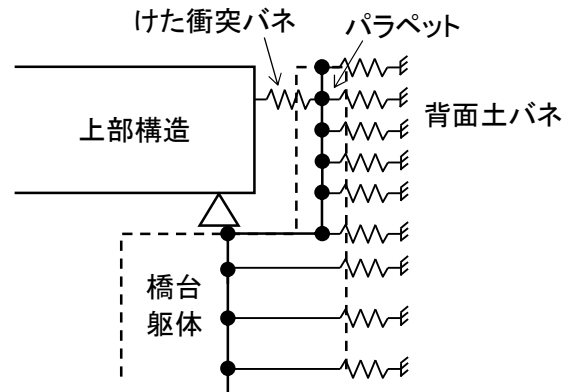 けた衝突バネ
パラペット
背面土バネ
上部構造
橋台
躯体